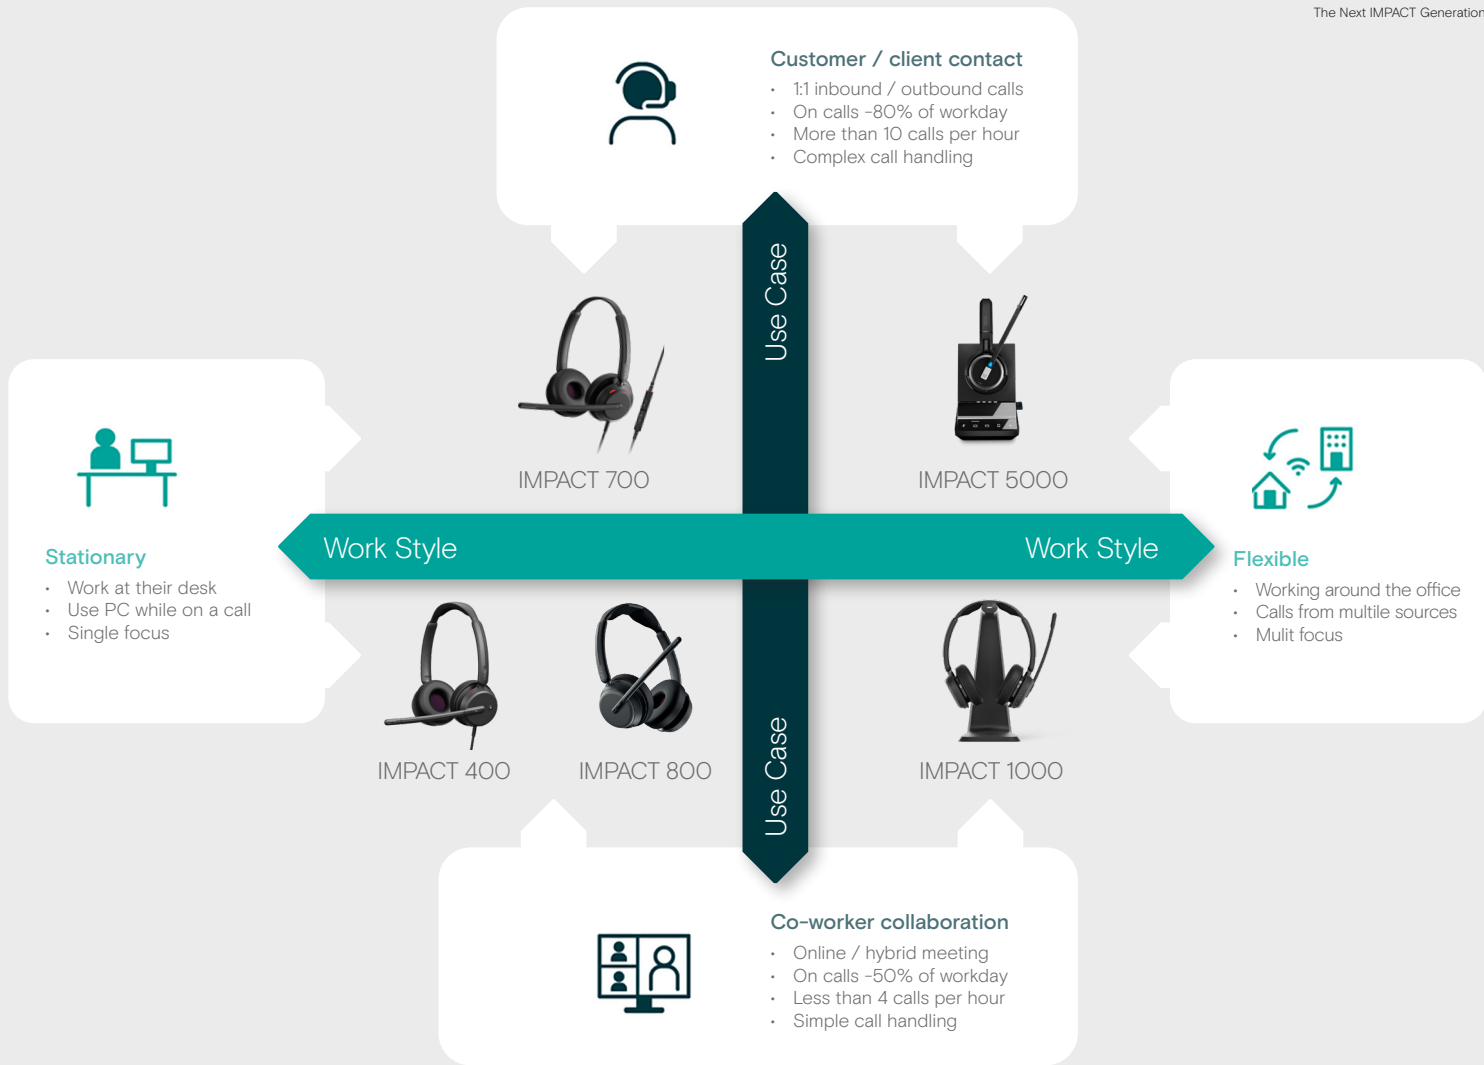 The Next IMPACT Generation
Customer / client contact
• 1:1 inbound / outbound calls
• On calls ~80% of workday
• More than 10 calls per hour
• Complex call handling
Use Case
IMPACT 700
IMPACT 5000
Stationary
• Work at their desk
• Use PC while on a call
• Single focus
Work Style
Work Style
Flexible
• Working around the office
• Calls from multile sources
• Mulit focus
IMPACT 400
IMPACT 800
IMPACT 1000
Use Case
Co-worker collaboration
• Online / hybrid meeting
• On calls ~50% of workday
• Less than 4 calls per hour
• Simple call handling